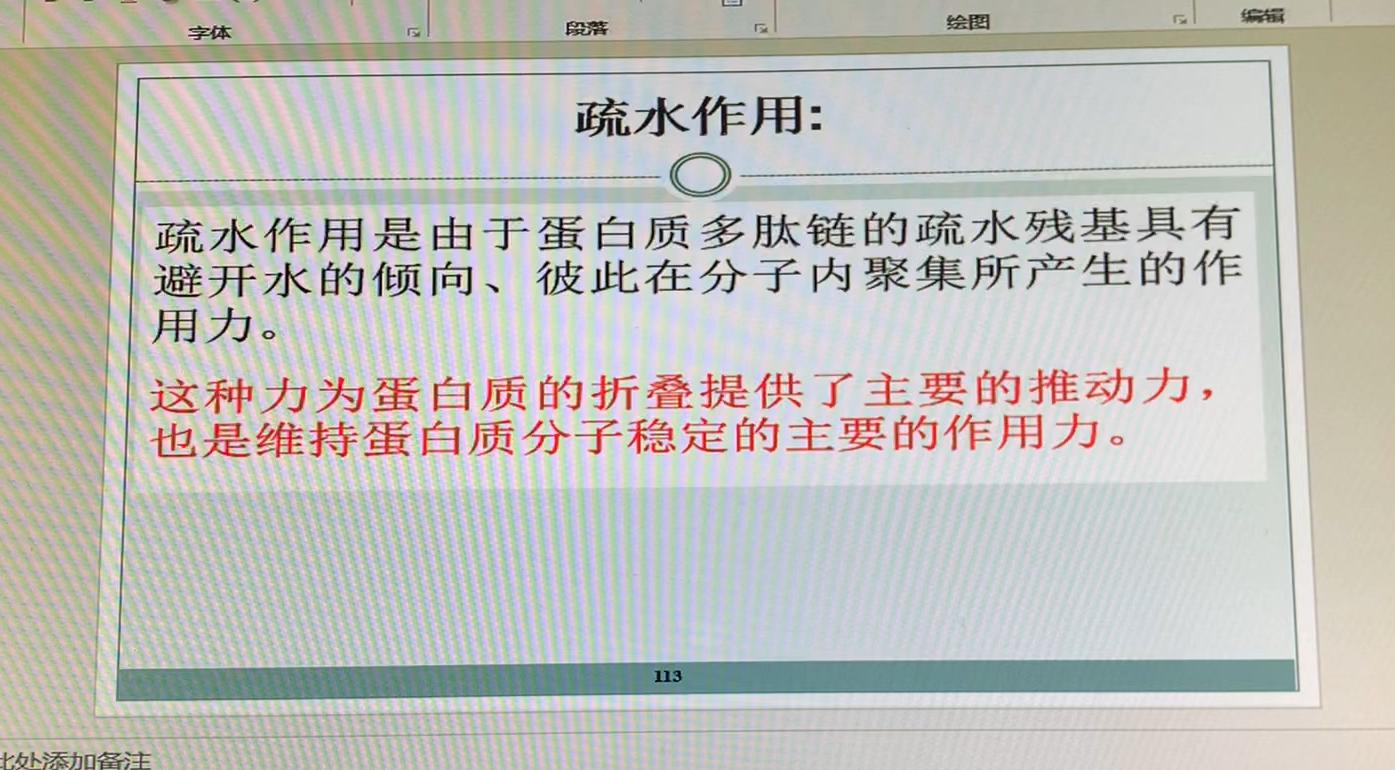 字体
段落
绘图
编辑
疏水作用:
疏水作用是由于蛋白质多肽链的疏水残基具有
避开水的倾向、彼此在分子内聚集所产生的作
用力。
这种力为蛋白质的折叠提供了主要的推动力，
也是维持蛋白质分子稳定的主要的作用力。
113
此处添加备注